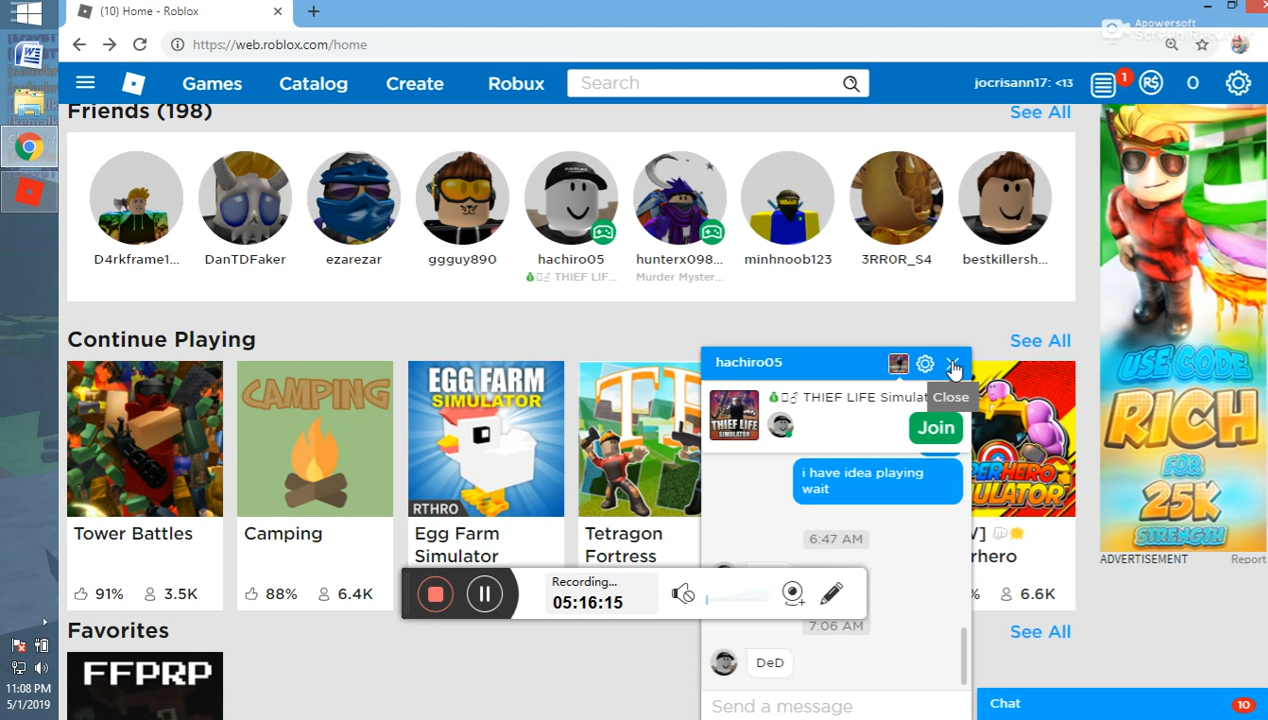 (10) Home - Roblox
Apowersoft
Screen Recorder
https://web.roblox.com/home
Games
Catalog
Create
Robux
Search
jocrisann17: <13
1
R$
0
Friends (198)
See All
D4rkframe1...
DanTDFaker
ezarezar
ggguy890
hachiro05
hunterx098...
minhnoob123
3RR0R_S4
bestkillersh...
THIEF LIF...
Murder Myster...
Continue Playing
See All
CAMPING
EGG FARM
SIMULATOR
RTHRO
Tower Battles
Camping
Egg Farm
Simulator
Tetragon
Fortress
91%
3.5K
88%
6.4K
6.6K
hachiro05
THIEF LIFE Simulat
Close
THIEF LIFE
SIMULATOR
Join
i have idea playing
wait
6:47 AM
7:06 AM
DeD
Send a message
Recording...
05:16:15
USE CODE
RICH
FOR
25K
STRENGTH
ADVERTISEMENT
Report
Favorites
See All
FFPRP
Chat
10
11:08 PM
5/1/2019